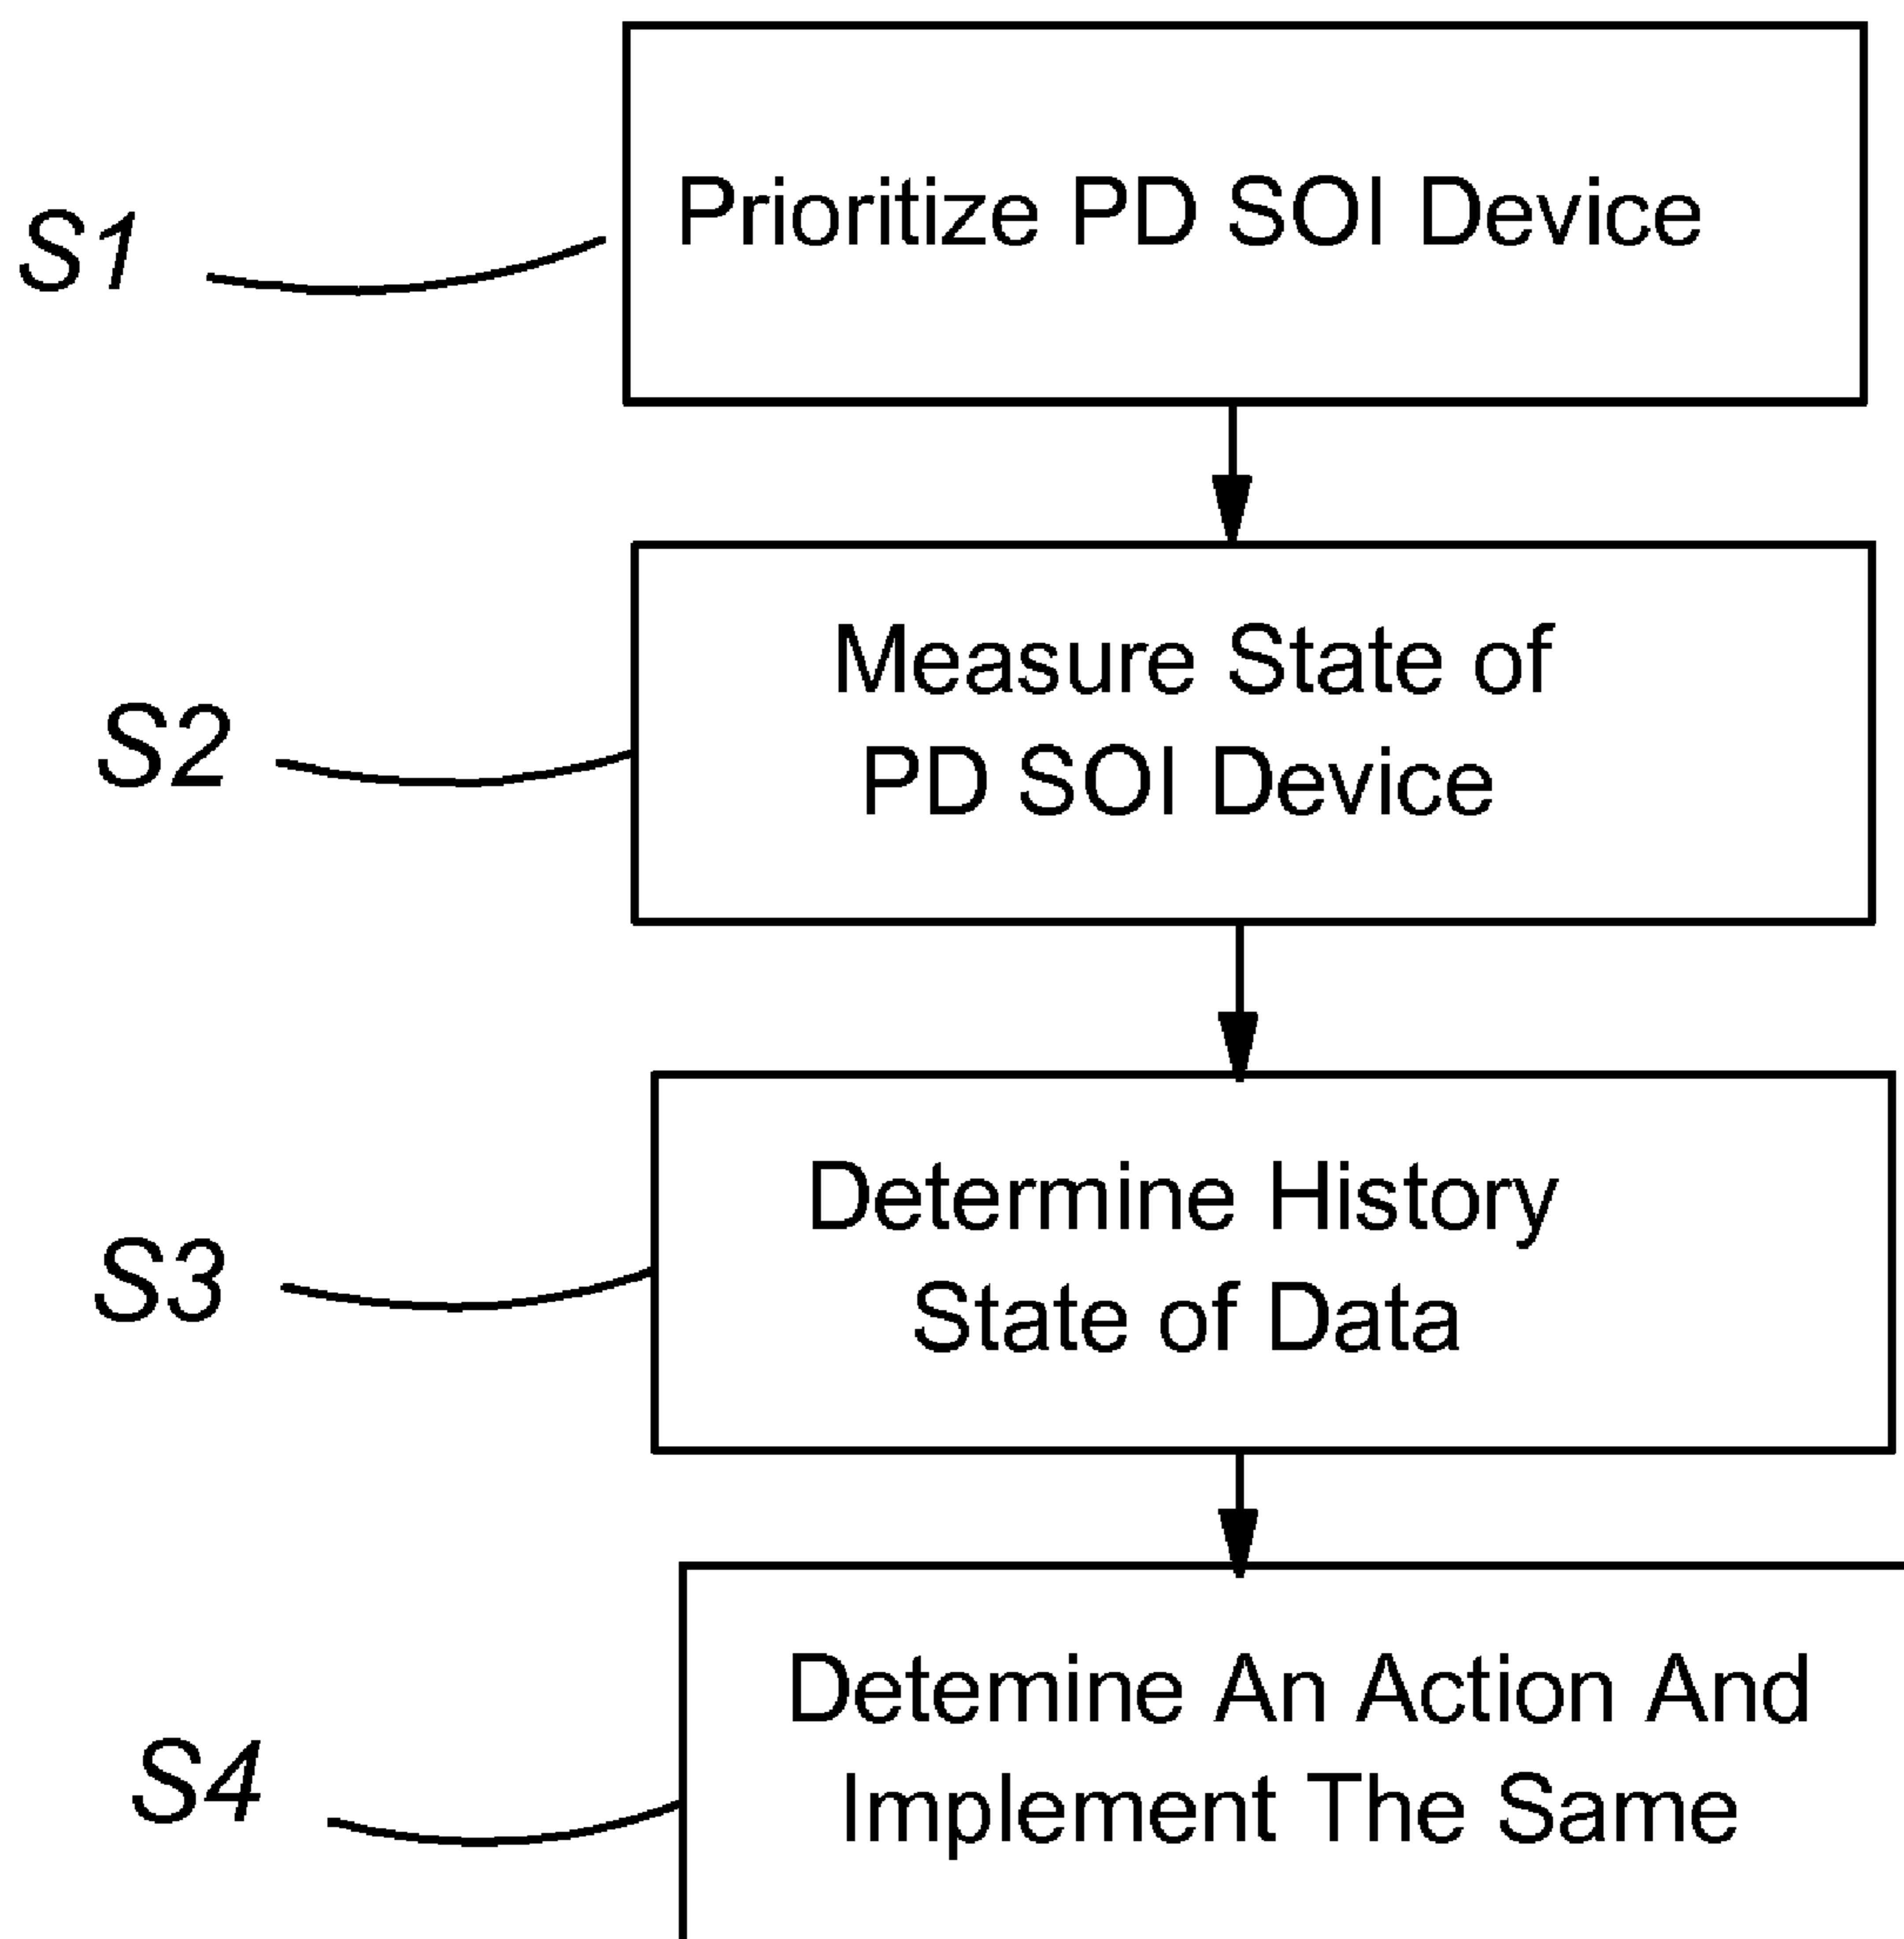 S1
Prioritize PD SOI Device
S2
Measure State of
PD SOI Device
S3
Determine History
State of Data
S4
Detemine An Action And
Implement The Same